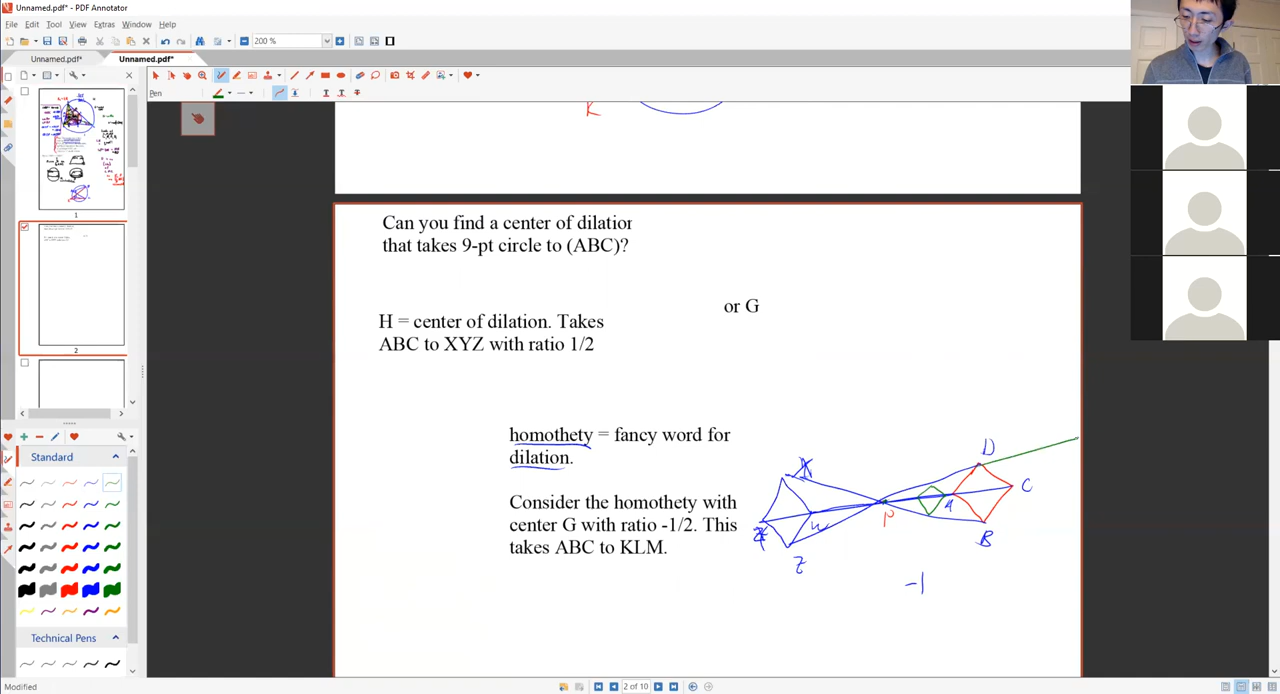 Unnamed.pdf* - PDF Annotator
File Edit Tool View Extras Window Help
200 %
Unnamed.pdf* Unnamed.pdf*
Pen
K
1
2
Can you find a center of dilation
that takes 9-pt circle to (ABC)?
or G
H = center of dilation. Takes
ABC to XYZ with ratio 1/2
homothety = fancy word for
dilation.
Consider the homothety with
center G with ratio -1/2. This
takes ABC to KLM.
D
C
A
P
B
W
Z
-1
Standard
Technical Pens
Modified
2 of 10